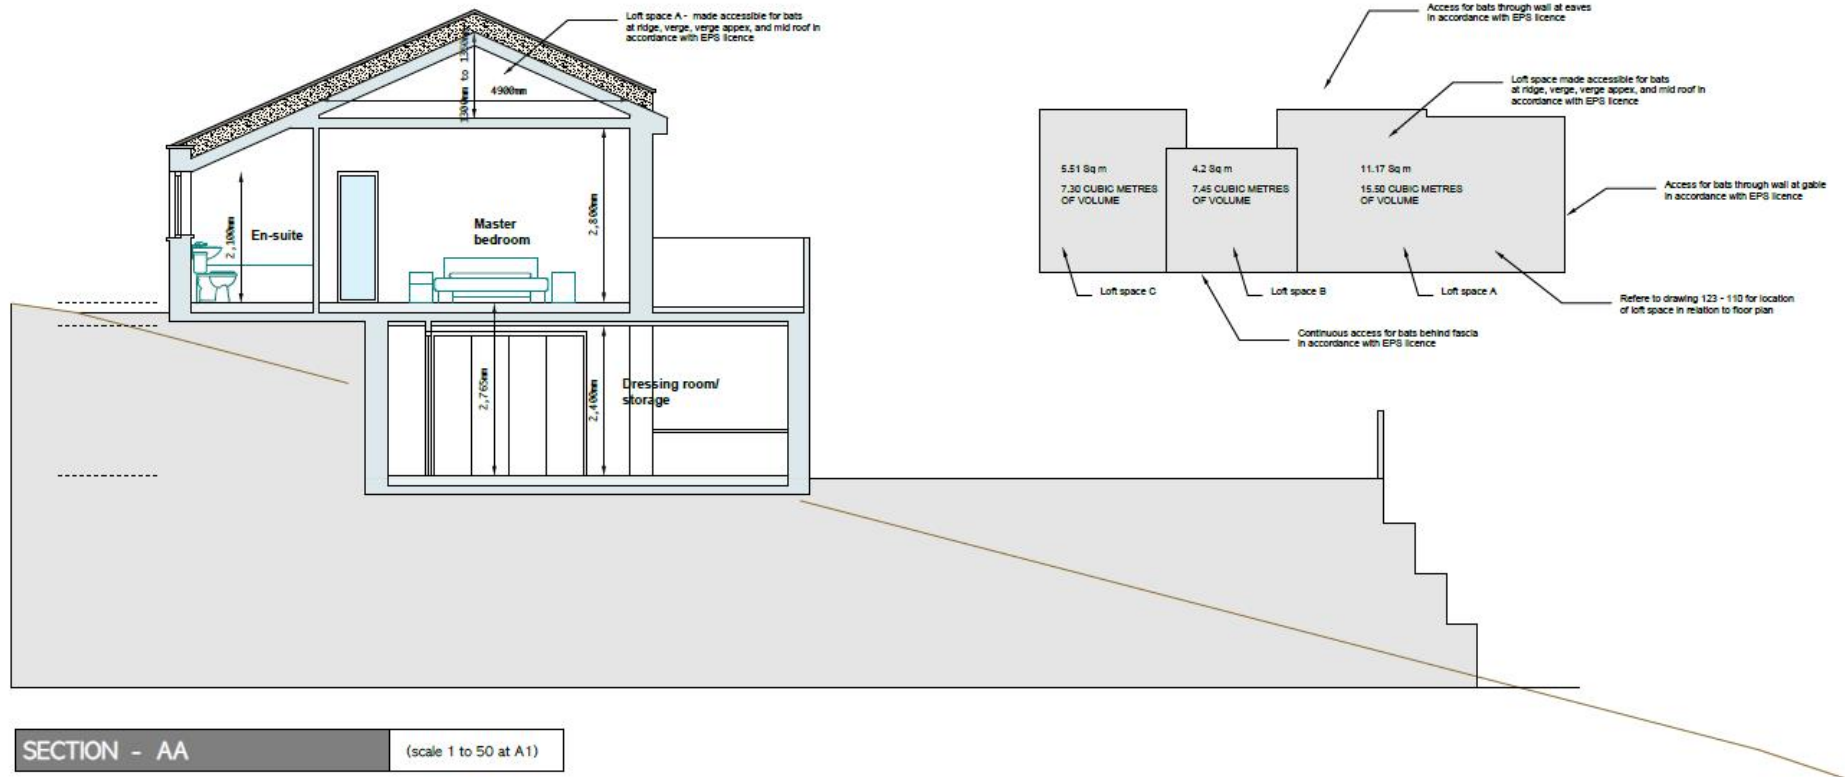 Loft space A - made accessible for bats
at ridge, verge, verge appex, and mid roof in
accordance with EPS licence
4900mm
2,100mm
En-suite
Master
bedroom
2,800mm
2,765mm
2,400mm
Dressing room/
storage
Access for bats through wall at eaves
in accordance with EPS licence
Loft space made accessible for bats
at ridge, verge, verge appex, and mid roof in
accordance with EPS licence
5.51 Sq m
7.30 CUBIC METRES
OF VOLUME
4.2 Sq m
7.45 CUBIC METRES
OF VOLUME
11.17 Sq m
15.50 CUBIC METRES
OF VOLUME
Access for bats through wall at gable
in accordance with EPS licence
Loft space C
Loft space B
Loft space A
Refere to drawing 123 - 110 for location
of loft space in relation to floor plan
Continuous access for bats behind fascia
in accordance with EPS licence
SECTION - AA
(scale 1 to 50 at A1)